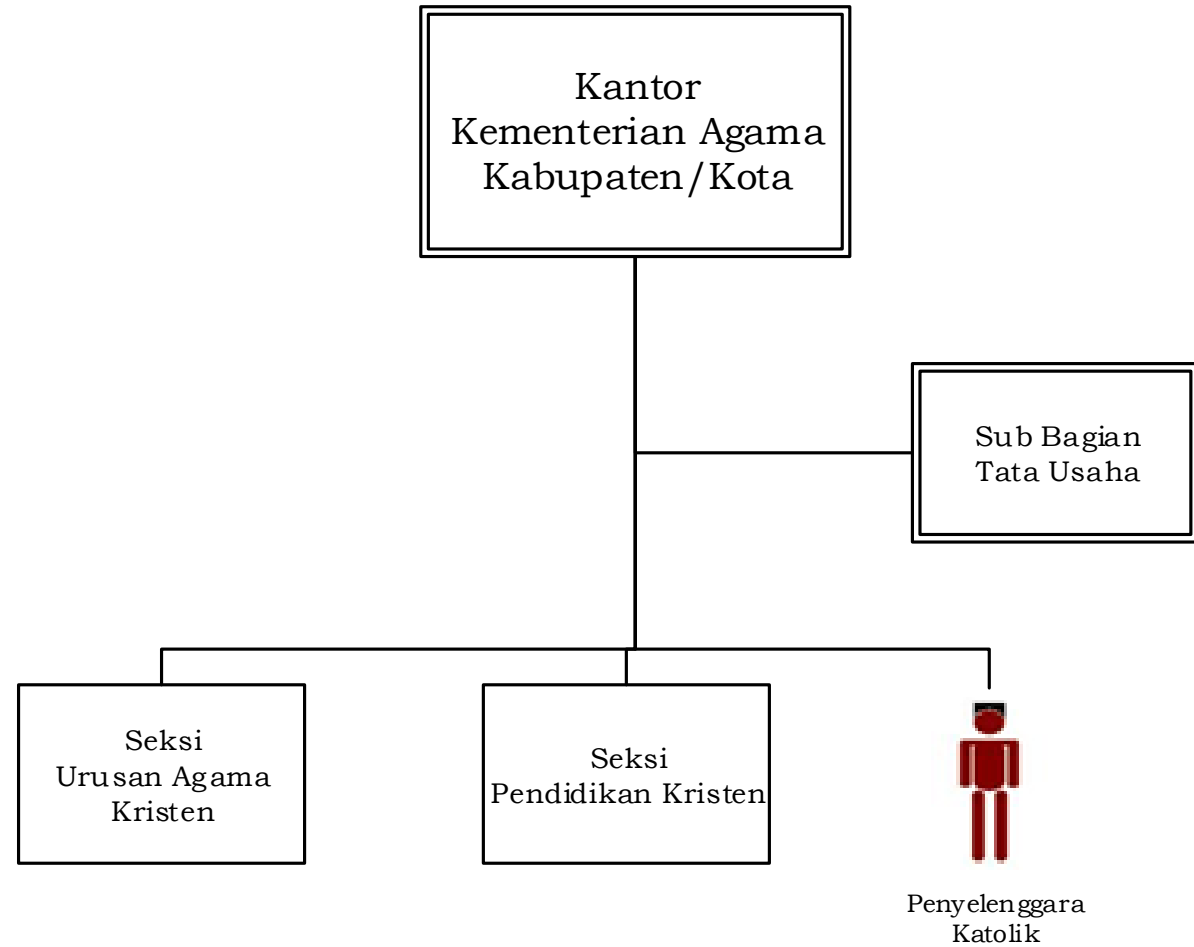 Kantor
Kementerian Agama
Kabupaten/Kota
Sub Bagian
Tata Usaha
Seksi
Urusan Agama
Kristen
Seksi
Pendidikan Kristen
Penyelenggara
Katolik